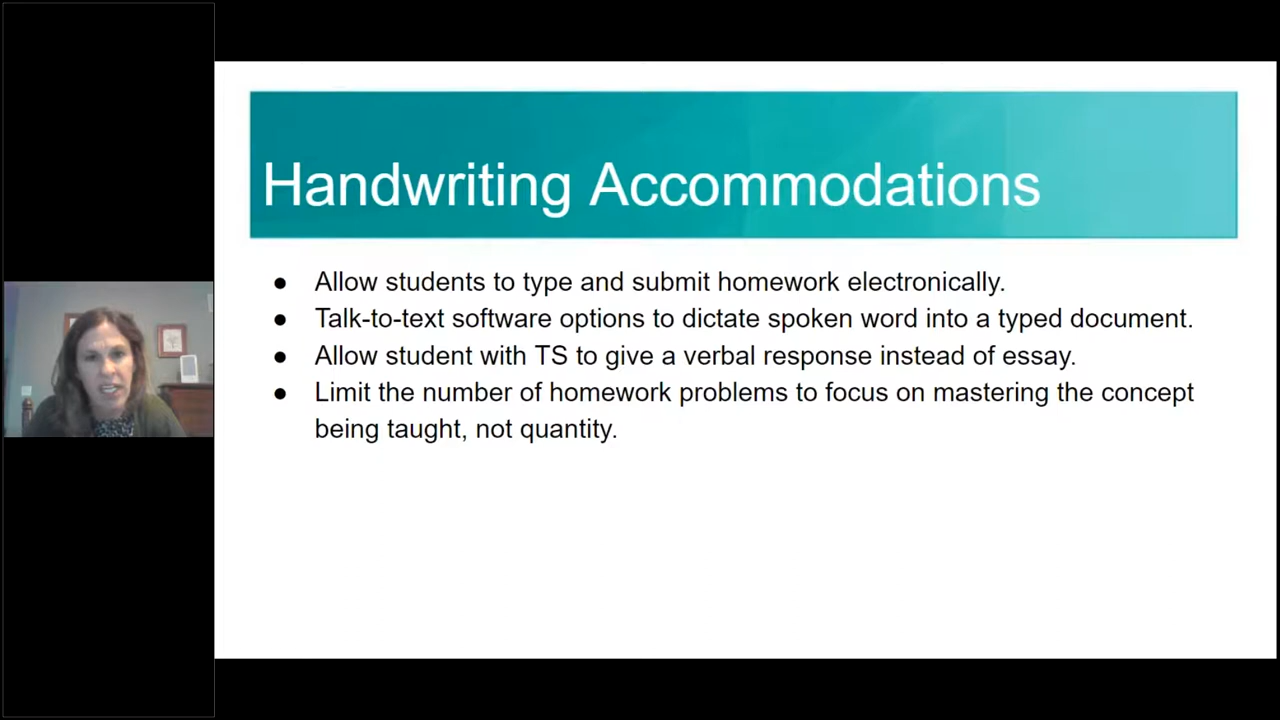 Handwriting Accommodations
● Allow students to type and submit homework electronically.
● Talk-to-text software options to dictate spoken word into a typed document.
● Allow student with TS to give a verbal response instead of essay.
● Limit the number of homework problems to focus on mastering the concept
being taught, not quantity.